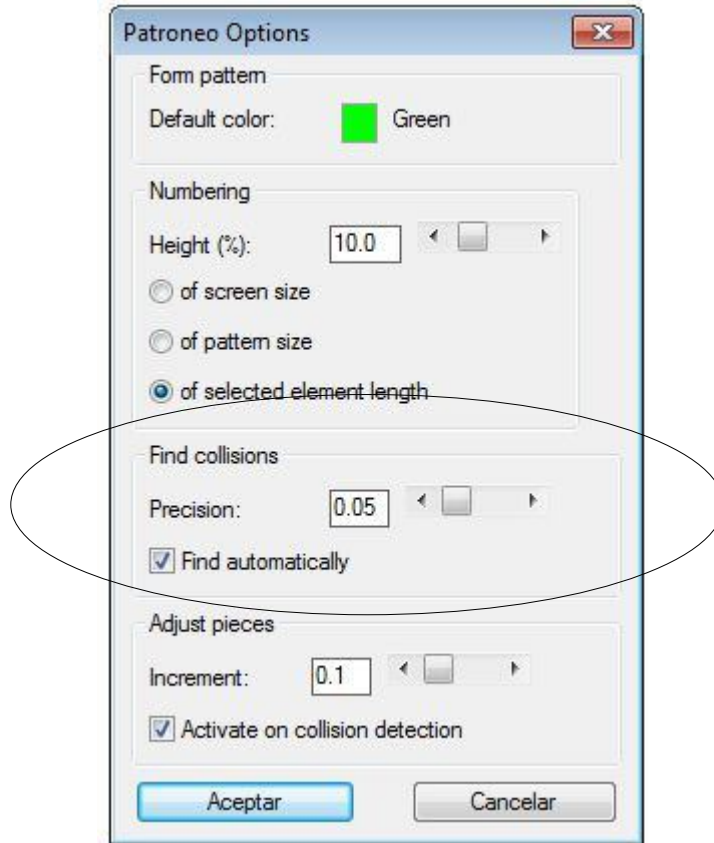 Patroneo Options
Form pattern
Default color: Green
Numbering
Height (%): 10.0
of screen size
of pattern size
of selected element length
Find collisions
Precision: 0.05
Find automatically
Adjust pieces
Increment: 0.1
Activate on collision detection
Aceptar Cancelar